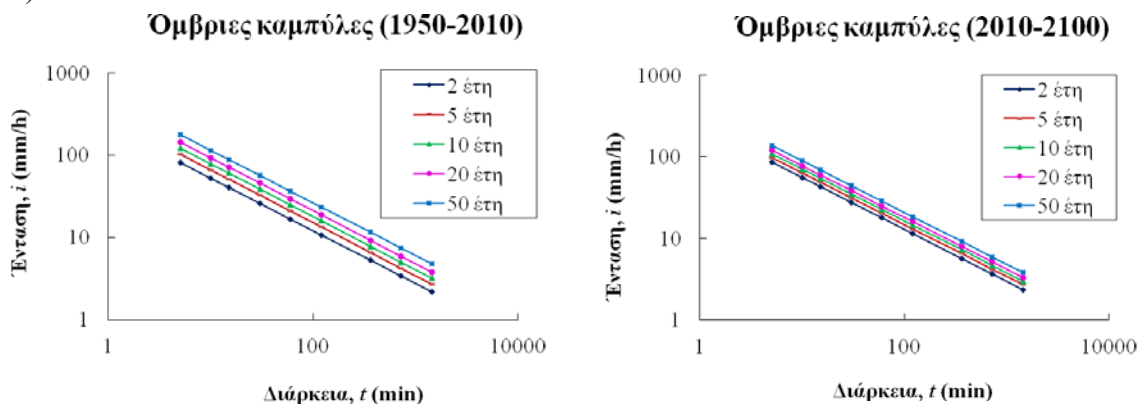 )
Όμβριες καμπύλες (1950-2010)
1000
100
10
1
1
100
10000
Ένταση, i (mm/h)
Διάρκεια, t (min)
2 έτη
5 έτη
10 έτη
20 έτη
50 έτη
Όμβριες καμπύλες (2010-2100)
1000
100
10
1
1
100
10000
Ένταση, i (mm/h)
Διάρκεια, t (min)
2 έτη
5 έτη
10 έτη
20 έτη
50 έτη